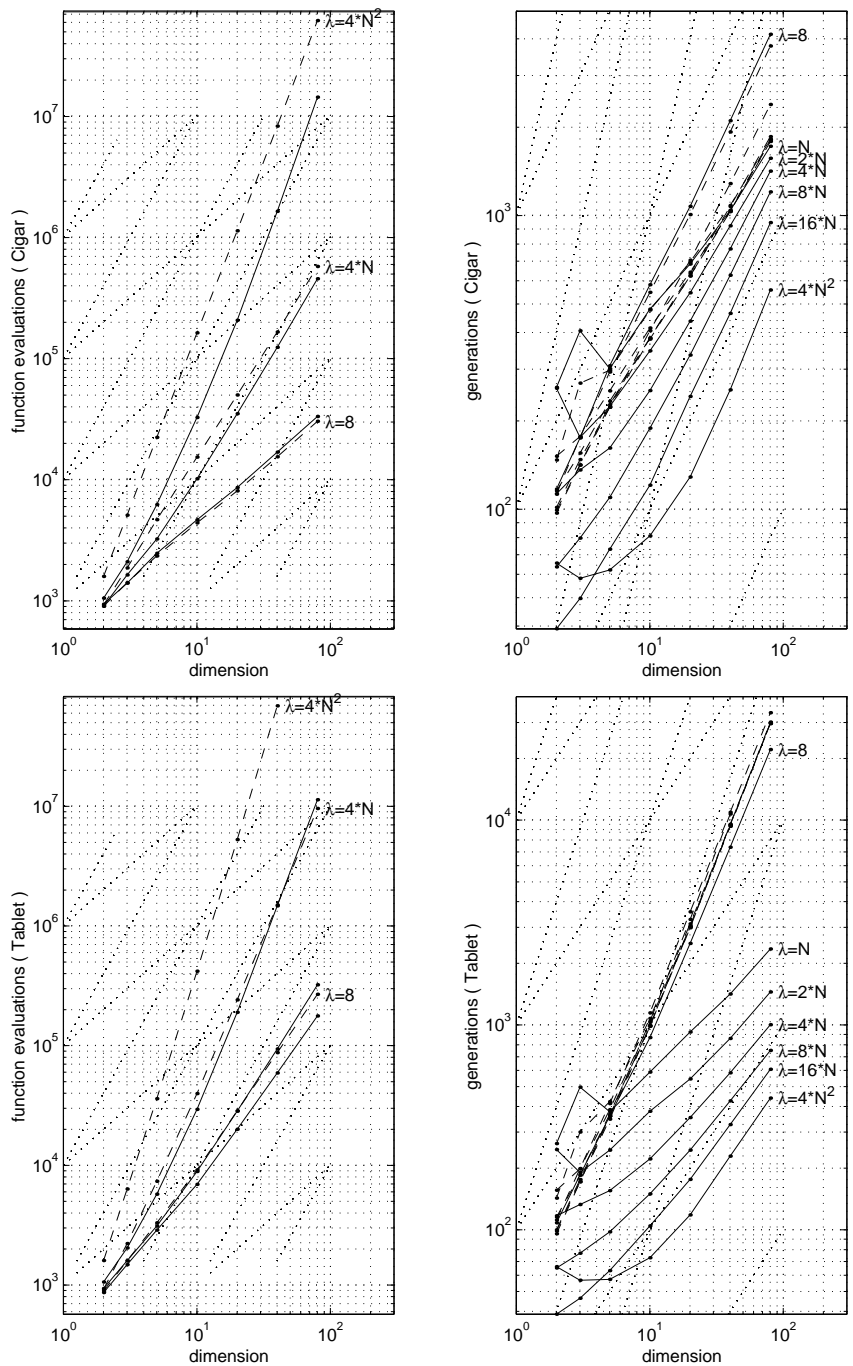 λ=4*N²
10⁷
10⁶
10⁵
10⁴
10³
λ=4*N
λ=8
10⁰
10¹
10²
dimension
function evaluations ( Cigar )
λ=8
λ=N
λ=2*N
λ=4*N
λ=8*N
λ=16*N
λ=4*N²
10³
10²
10⁰
10¹
10²
dimension
generations ( Cigar )
λ=4*N²
10⁷
10⁶
10⁵
10⁴
10³
λ=4*N
λ=8
10⁰
10¹
10²
dimension
function evaluations ( Tablet )
λ=8
λ=N
λ=2*N
λ=4*N
λ=8*N
λ=16*N
λ=4*N²
10⁴
10³
10²
10⁰
10¹
10²
dimension
generations ( Tablet )